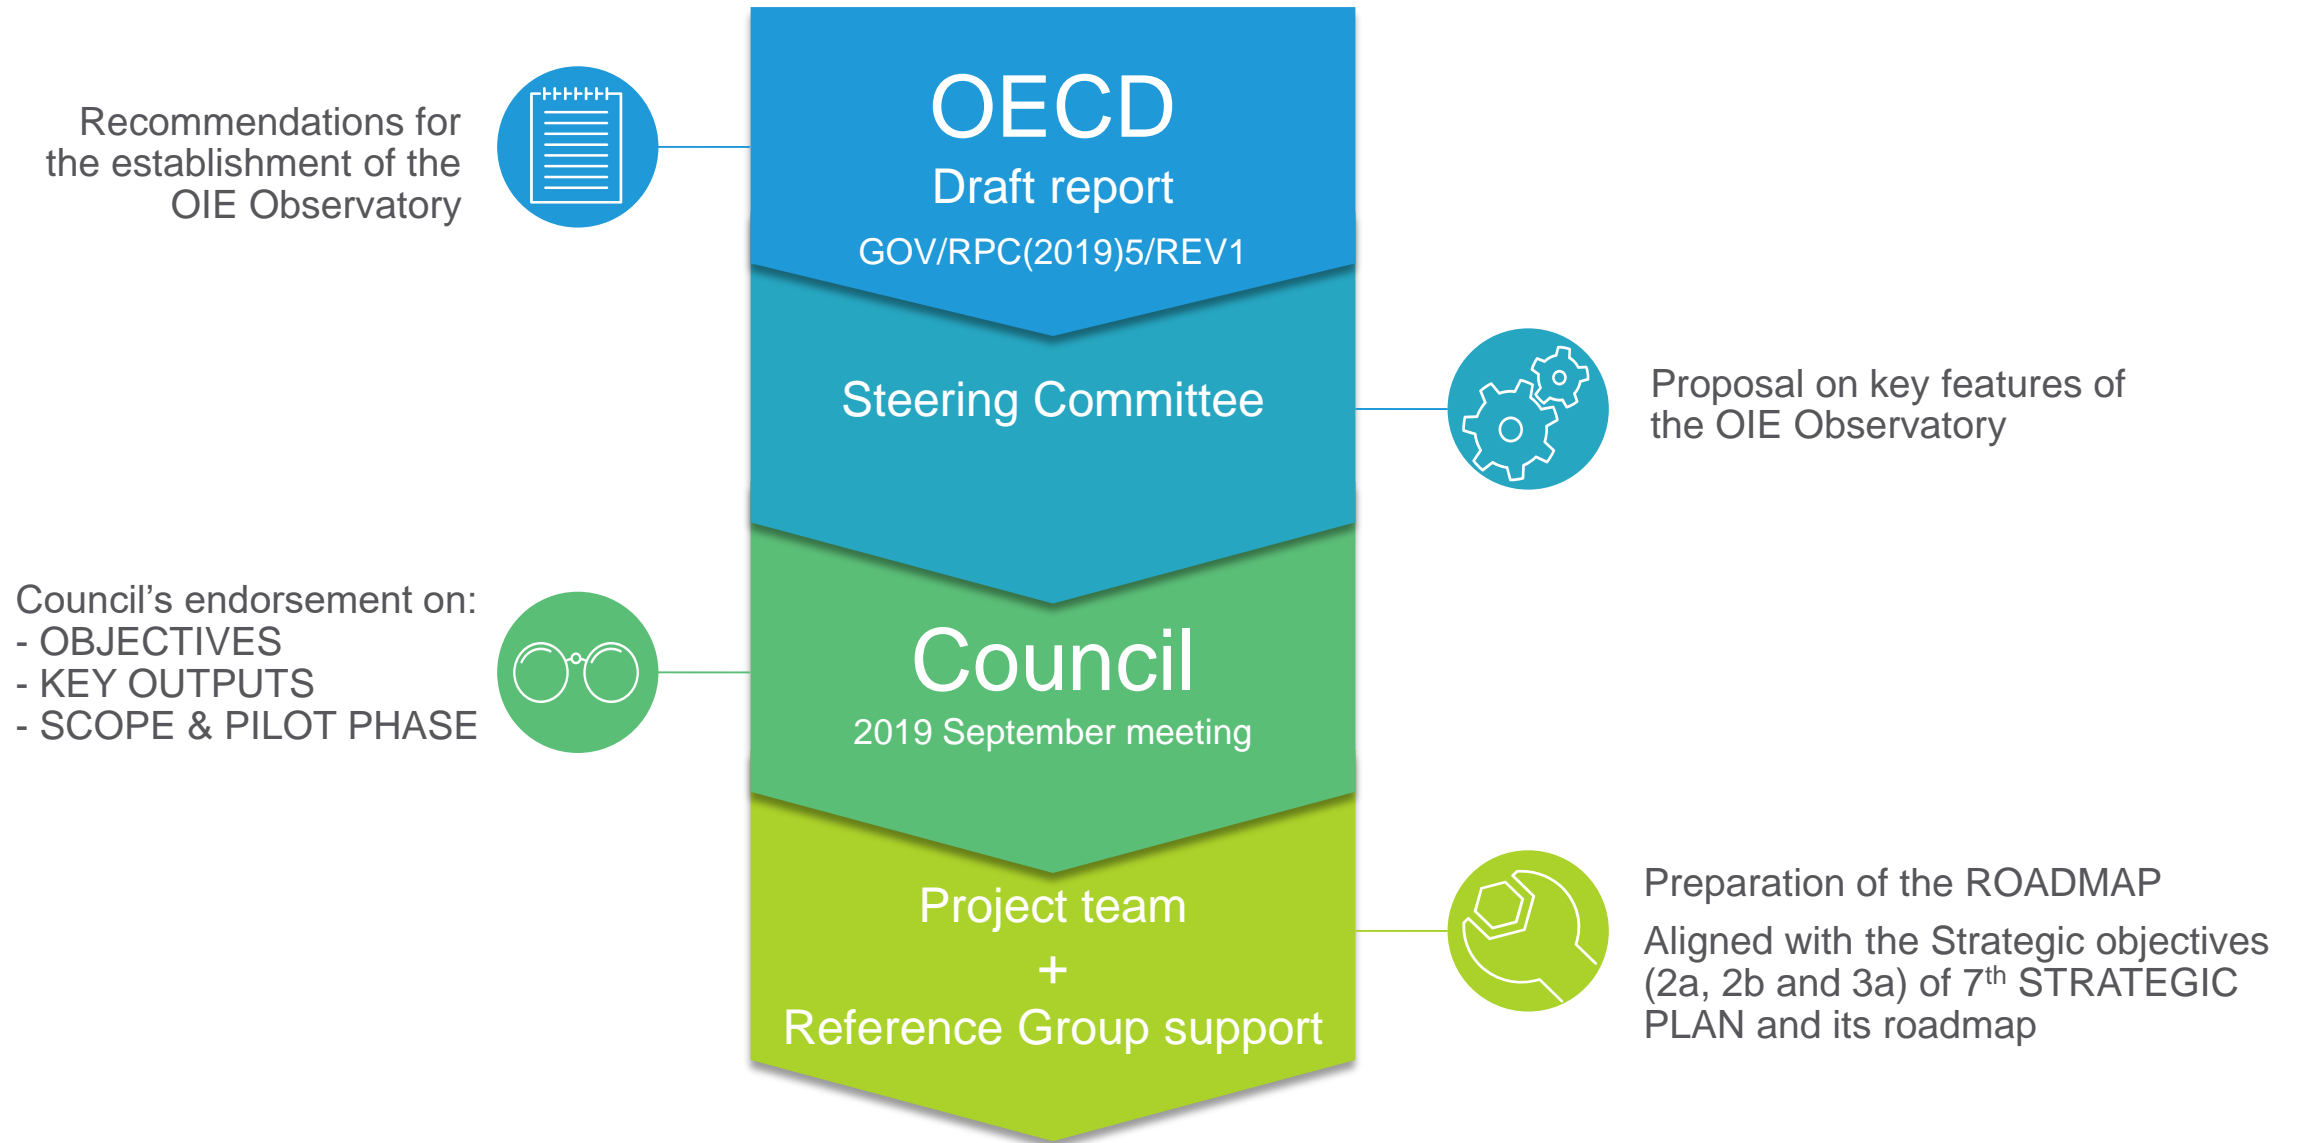 Recommendations for
the establishment of the
OIE Observatory
OECD
Draft report
GOV/RPC(2019)5/REV1
Steering Committee
Proposal on key features of
the OIE Observatory
Council’s endorsement on:
- OBJECTIVES
- KEY OUTPUTS
- SCOPE & PILOT PHASE
Council
2019 September meeting
Project team
+
Reference Group support
Preparation of the ROADMAP
Aligned with the Strategic objectives
(2a, 2b and 3a) of 7th STRATEGIC
PLAN and its roadmap